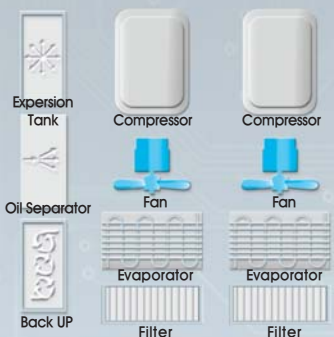 Expersion
Tank
Compressor
Compressor
Oil Separator
Fan
Fan
Back UP
Evaporator
Evaporator
Filter
Filter